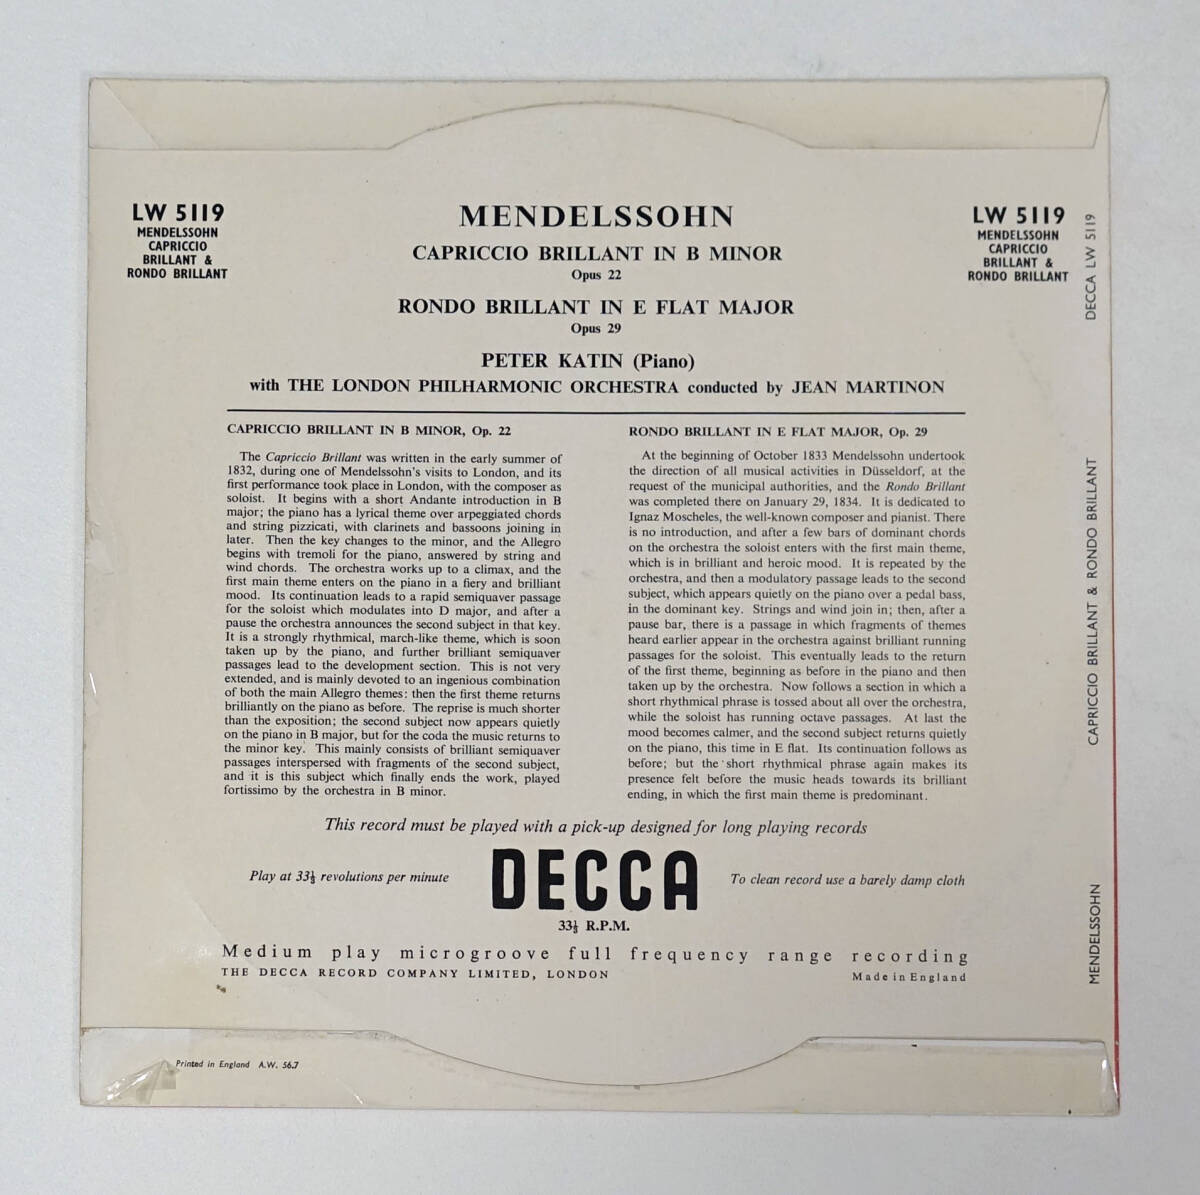 LW 5119
MENDELSSOHN
CAPRICCIO
BRILLANT &
RONDO BRILLANT
MENDELSSOHN
CAPRICCIO BRILLANT IN B MINOR
Opus 22
RONDO BRILLANT IN E FLAT MAJOR
Opus 29
PETER KATIN (Piano)
with THE LONDON PHILHARMONIC ORCHESTRA conducted by JEAN MARTINON
LW 5119
MENDELSSOHN
CAPRICCIO
BRILLANT &
RONDO BRILLANT
DECCA LW 5119
CAPRICCIO BRILLANT & RONDO BRILLANT
MENDELSSOHN
CAPRICCIO BRILLANT IN B MINOR, Op. 22
The Capriccio Brillant was written in the early summer of
1832, during one of Mendelssohn's visits to London, and its
first performance took place in London, with the composer as
soloist. It begins with a short Andante introduction in B
major; the piano has a lyrical theme over arpeggiated chords
and string pizzicati, with clarinets and bassoons joining in
later. Then the key changes to the minor, and the Allegro
begins with tremoli for the piano, answered by string and
wind chords. The orchestra works up to a climax, and the
first main theme enters on the piano in a fiery and brilliant
mood. Its continuation leads to a rapid semiquaver passage
for the soloist which modulates into D major, and after a
pause the orchestra announces the second subject in that key.
It is a strongly rhythmical, march-like theme, which is soon
taken up by the piano, and further brilliant semiquaver
passages lead to the development section. This is not very
extended, and is mainly devoted to an ingenious combination
of both the main Allegro themes: then the first theme returns
brilliantly on the piano as before. The reprise is much shorter
than the exposition; the second subject now appears quietly
on the piano in B major, but for the coda the music returns to
the minor key. This mainly consists of brilliant semiquaver
passages interspersed with fragments of the second subject,
and it is this subject which finally ends the work, played
fortissimo by the orchestra in B minor.
RONDO BRILLANT IN E FLAT MAJOR, Op. 29
At the beginning of October 1833 Mendelssohn undertook
the direction of all musical activities in Düsseldorf, at the
request of the municipal authorities, and the Rondo Brillant
was completed there on January 29, 1834. It is dedicated to
Ignaz Moscheles, the well-known composer and pianist. There
is no introduction, and after a few bars of dominant chords
on the orchestra the soloist enters with the first main theme,
which is in brilliant and heroic mood. It is repeated by the
orchestra, and then a modulatory passage leads to the second
subject, which appears quietly on the piano over a pedal bass,
in the dominant key. Strings and wind join in; then, after a
pause bar, there is a passage in which fragments of themes
heard earlier appear in the orchestra against brilliant running
passages for the soloist. This eventually leads to the return
of the first theme, beginning as before in the piano and then
taken up by the orchestra. Now follows a section in which a
short rhythmical phrase is tossed about all over the orchestra,
while the soloist has running octave passages. At last the
mood becomes calmer, and the second subject returns quietly
on the piano, this time in E flat. Its continuation follows as
before; but the short rhythmical phrase again makes its
presence felt before the music heads towards its brilliant
ending, in which the first main theme is predominant.
This record must be played with a pick-up designed for long playing records
Play at 33⅓ revolutions per minute
DECCA
33⅓ R.P.M.
To clean record use a barely damp cloth
Medium play microgroove full frequency range recording
THE DECCA RECORD COMPANY LIMITED, LONDON
Made in England
Printed in England A.W. 56.7